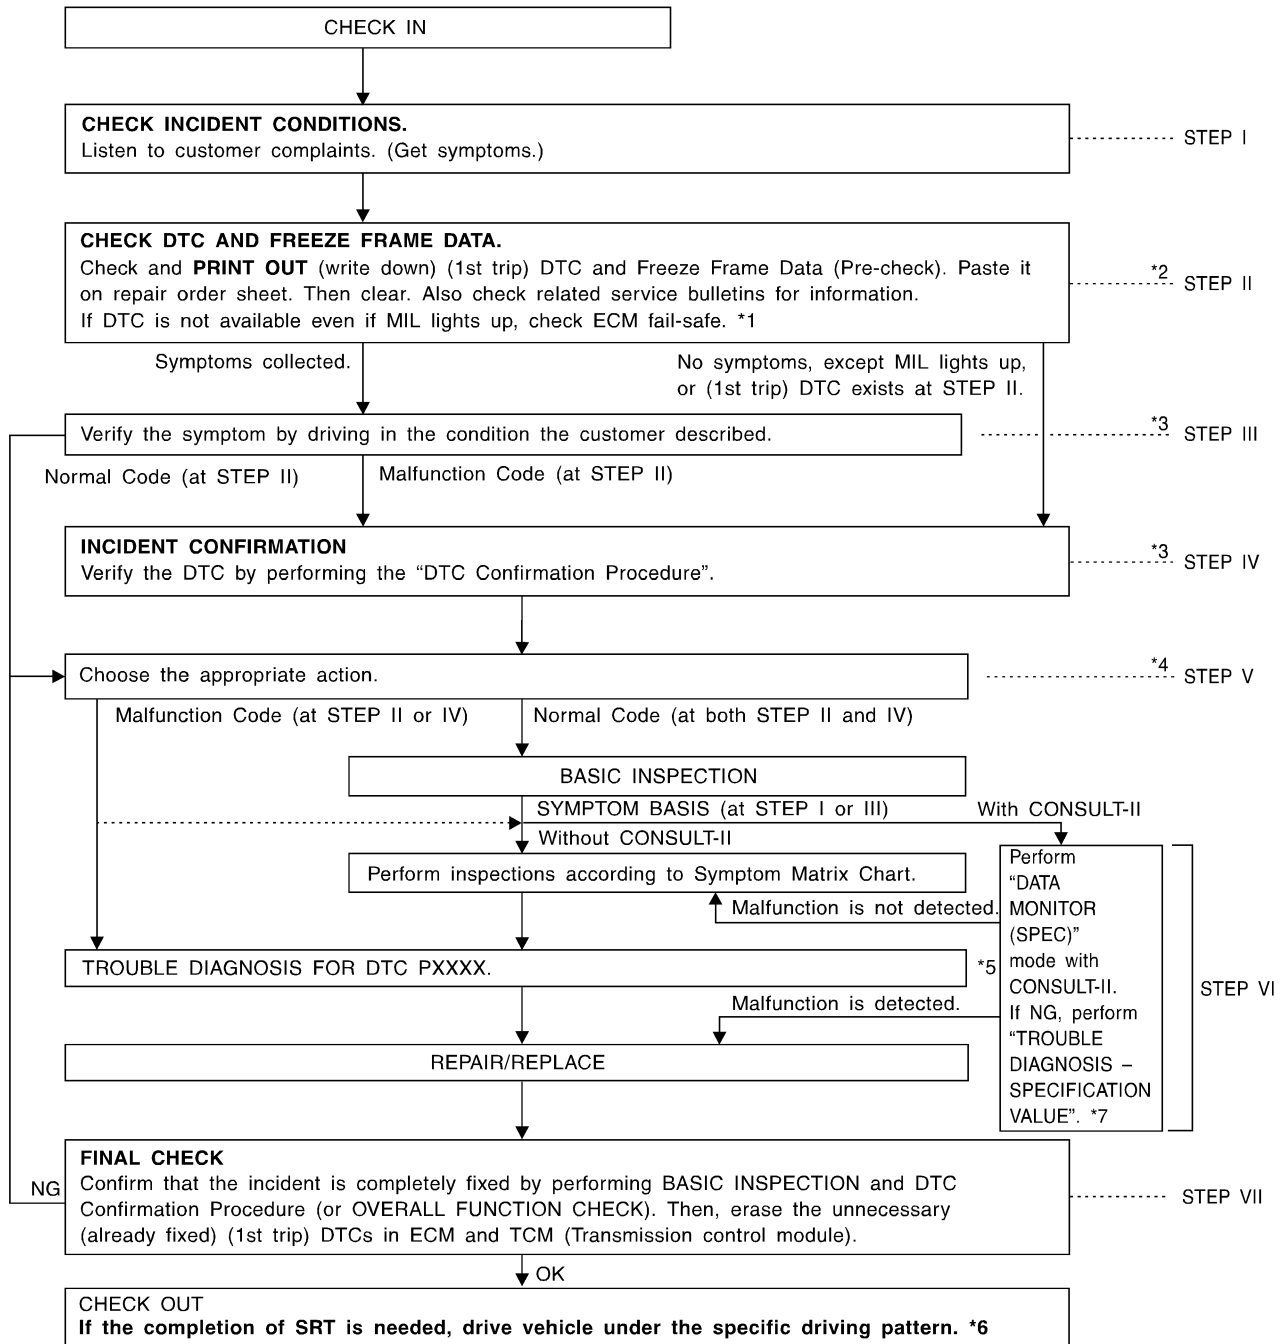 CHECK IN
CHECK INCIDENT CONDITIONS.
Listen to customer complaints. (Get symptoms.)
STEP I
CHECK DTC AND FREEZE FRAME DATA.
Check and PRINT OUT (write down) (1st trip) DTC and Freeze Frame Data (Pre-check). Paste it
on repair order sheet. Then clear. Also check related service bulletins for information.
If DTC is not available even if MIL lights up, check ECM fail-safe. *1
*2
STEP II
Symptoms collected.
No symptoms, except MIL lights up,
or (1st trip) DTC exists at STEP II.
Verify the symptom by driving in the condition the customer described.
*3
STEP III
Normal Code (at STEP II)
Malfunction Code (at STEP II)
INCIDENT CONFIRMATION
Verify the DTC by performing the “DTC Confirmation Procedure”.
*3
STEP IV
Choose the appropriate action.
*4
STEP V
Malfunction Code (at STEP II or IV)
Normal Code (at both STEP II and IV)
BASIC INSPECTION
SYMPTOM BASIS (at STEP I or III)
With CONSULT-II
Without CONSULT-II
Perform inspections according to Symptom Matrix Chart.
Malfunction is not detected.
TROUBLE DIAGNOSIS FOR DTC PXXXX.
*5
Malfunction is detected.
Perform
“DATA
MONITOR
(SPEC)”
mode with
CONSULT-II.
If NG, perform
“TROUBLE
DIAGNOSIS –
SPECIFICATION
VALUE”. *7
STEP VI
REPAIR/REPLACE
FINAL CHECK
Confirm that the incident is completely fixed by performing BASIC INSPECTION and DTC
Confirmation Procedure (or OVERALL FUNCTION CHECK). Then, erase the unnecessary
(already fixed) (1st trip) DTCs in ECM and TCM (Transmission control module).
NG
STEP VII
OK
CHECK OUT
If the completion of SRT is needed, drive vehicle under the specific driving pattern. *6